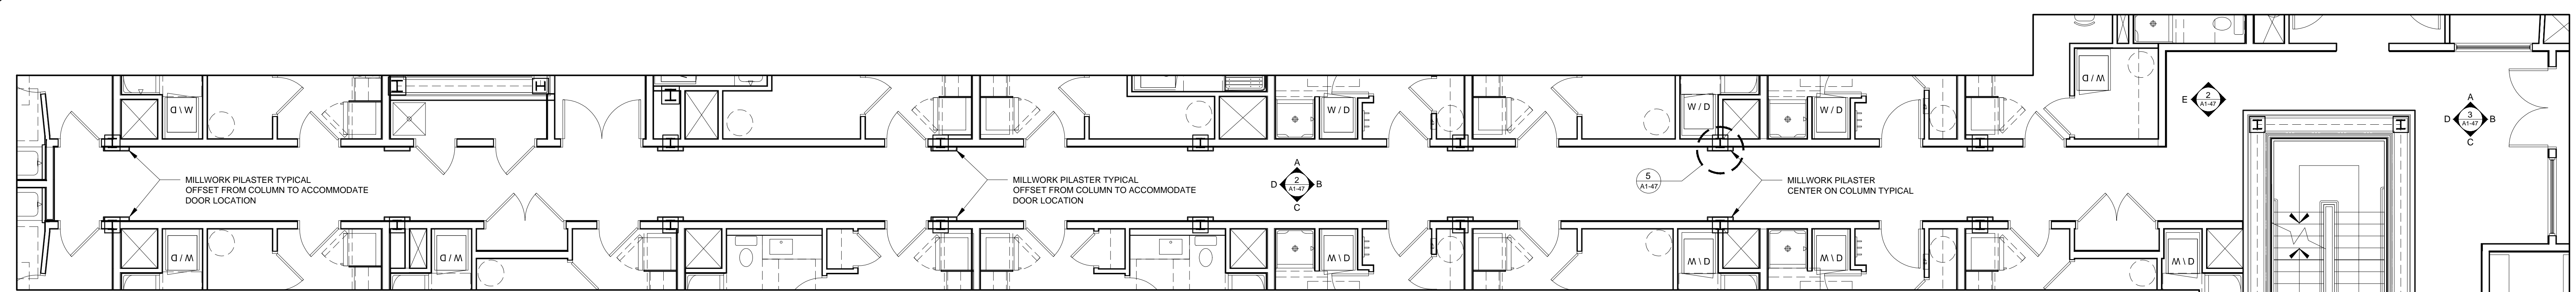 W / D
W / D
W / D
W / D
W / D
W / D
E
2
A1-47
A
D
3
B
A1-47
C
MILLWORK PILASTER TYPICAL
OFFSET FROM COLUMN TO ACCOMMODATE
DOOR LOCATION
MILLWORK PILASTER TYPICAL
OFFSET FROM COLUMN TO ACCOMMODATE
DOOR LOCATION
A
D
2
B
A1-47
C
5
A1-47
MILLWORK PILASTER
CENTER ON COLUMN TYPICAL
W / D
W / D
W / D
W / D
W / D
W / D